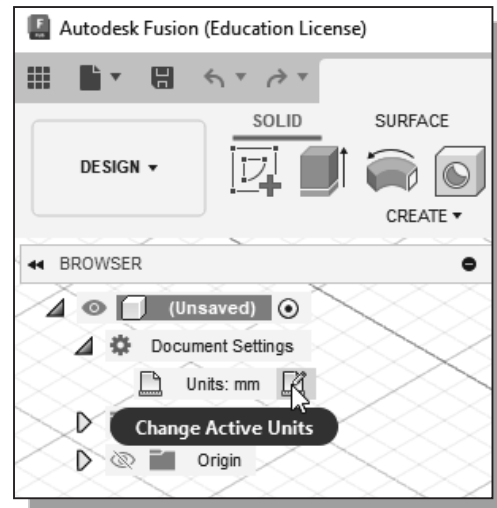 Autodesk Fusion (Education License)
SOLID SURFACE
DESIGN
CREATE
BROWSER
(Unsaved)
Document Settings
Units: mm
Change Active Units
Origin